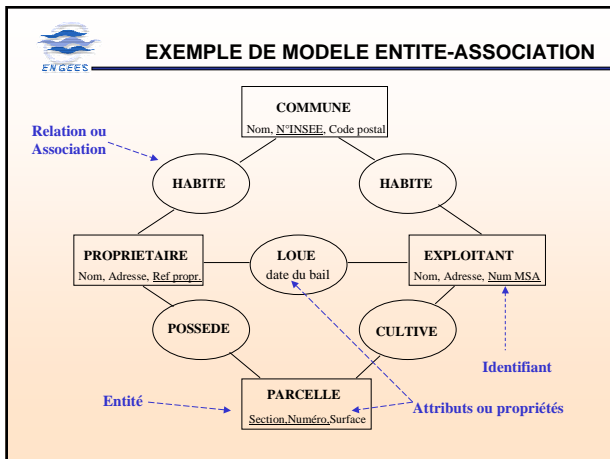 ENGEES
EXEMPLE DE MODELE ENTITE-ASSOCIATION
COMMUNE
Nom, N°INSEE, Code postal
Relation ou
Association
HABITE
HABITE
PROPRIETAIRE
Nom, Adresse, Ref propr.
LOUE
date du bail
EXPLOITANT
Nom, Adresse, Num MSA
POSSEDE
CULTIVE
Identifiant
Entité
PARCELLE
Section,Numéro,Surface
Attributs ou propriétés